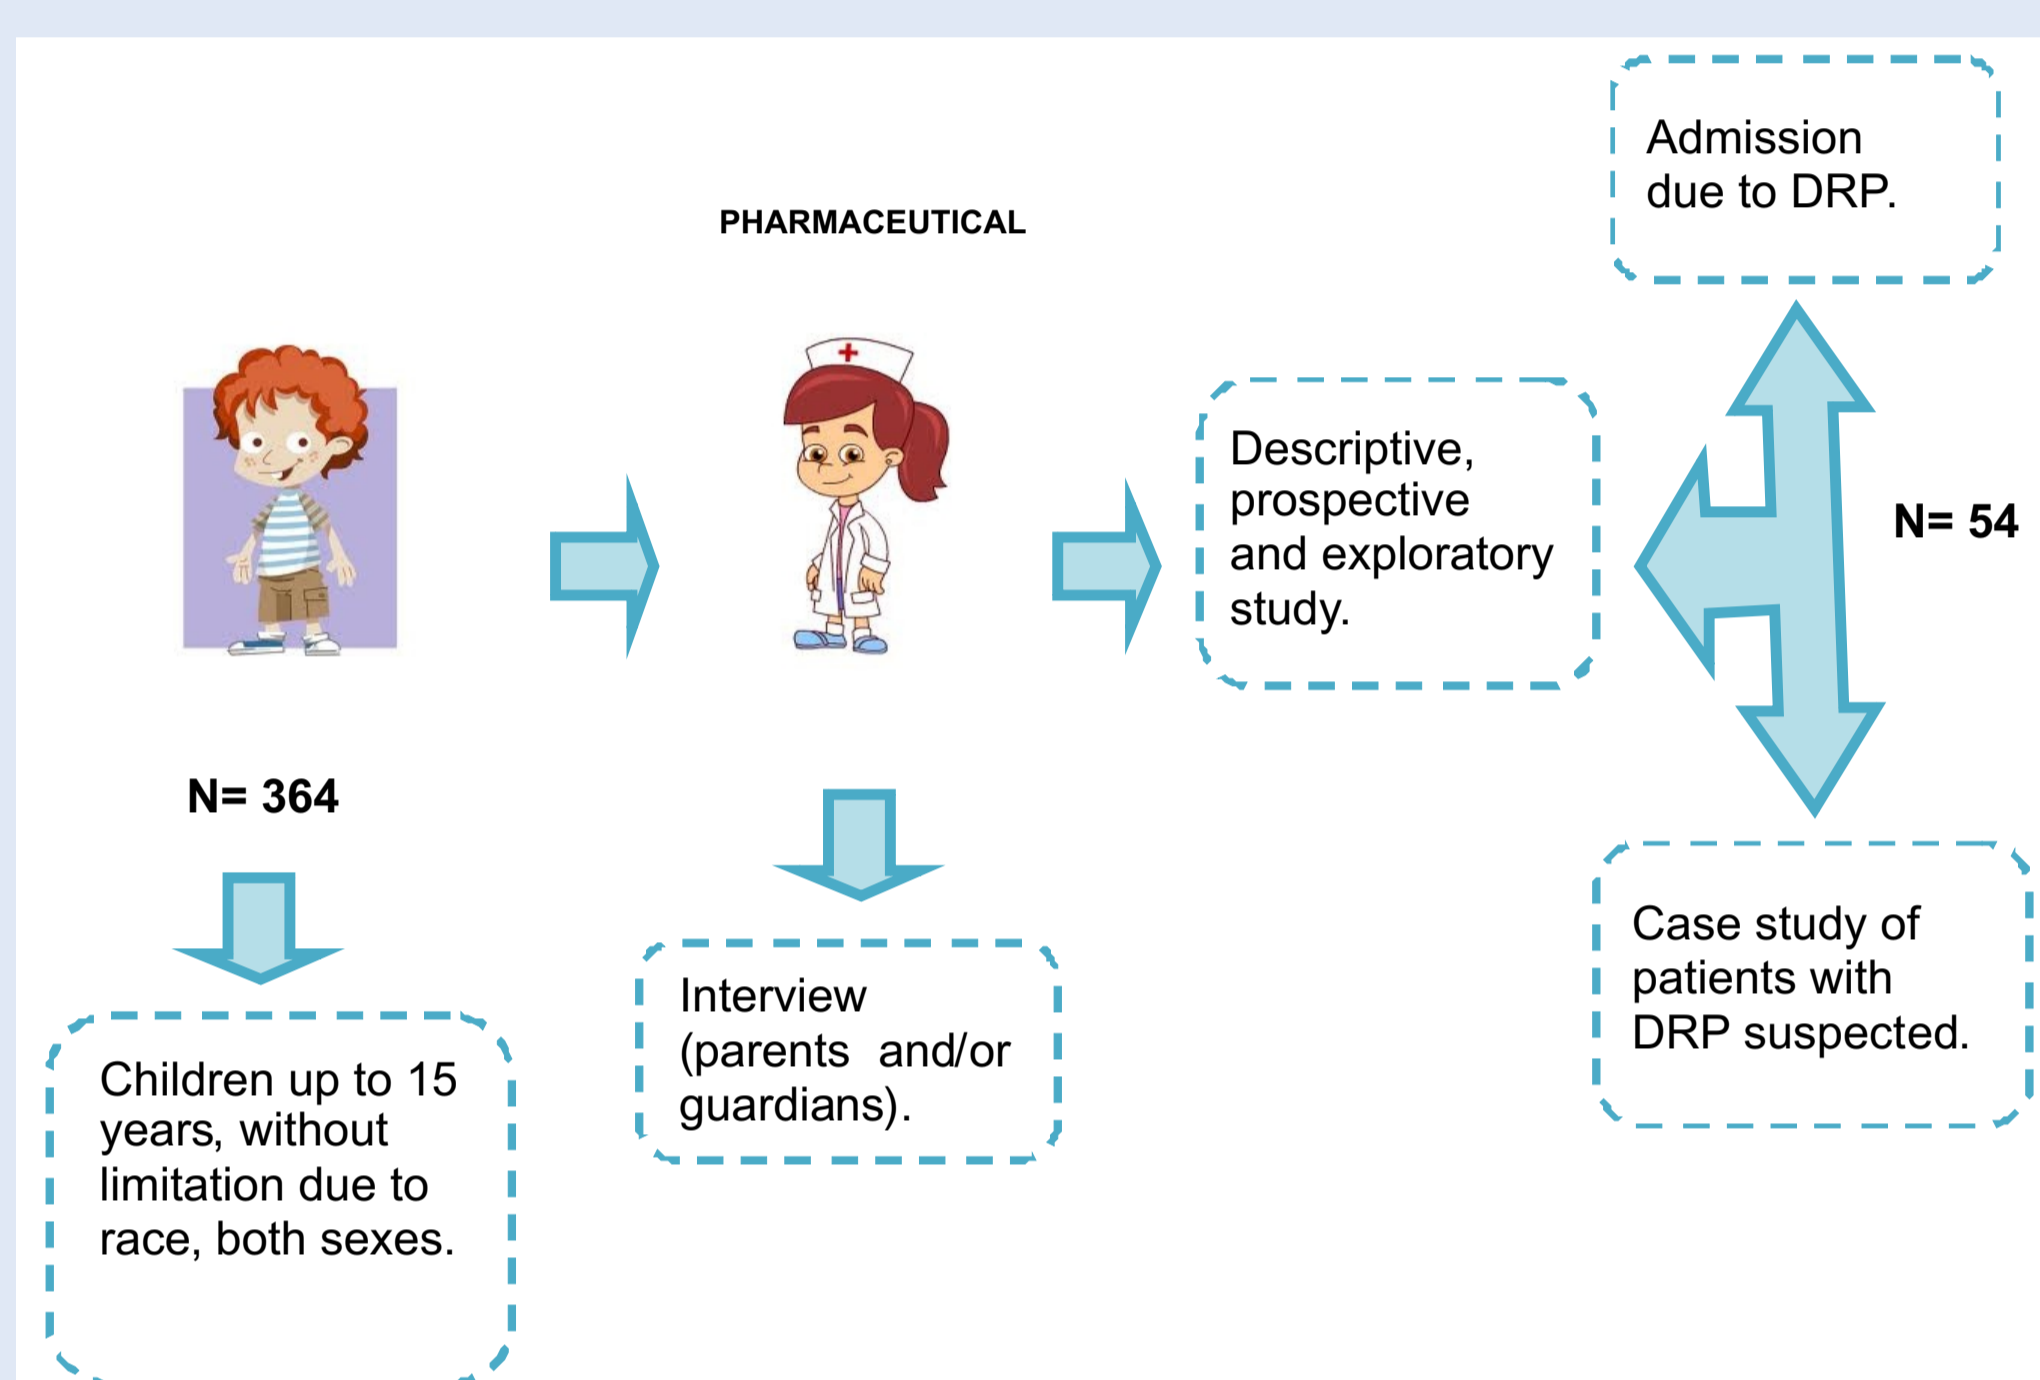 PHARMACEUTICAL
N= 364
Children up to 15
years, without
limitation due to
race, both sexes.
Interview
(parents and/or
guardians).
Descriptive,
prospective
and exploratory
study.
Admission
due to DRP.
N= 54
Case study of
patients with
DRP suspected.